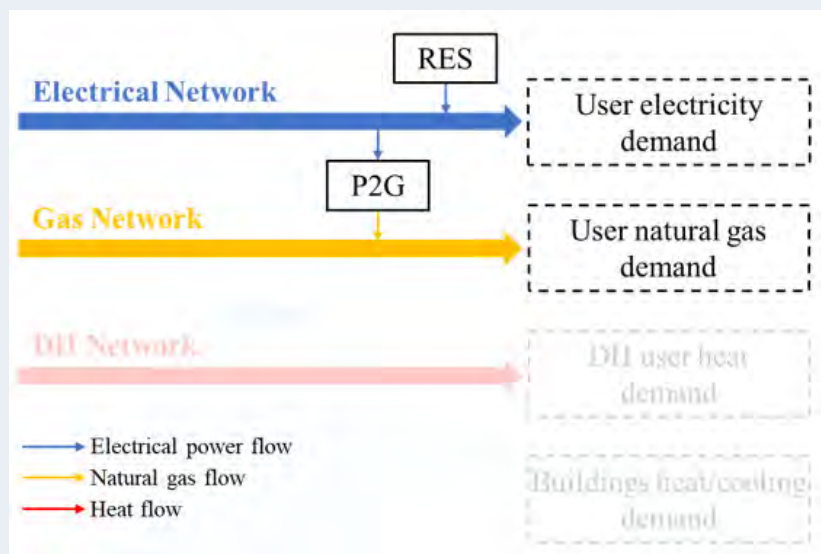 RES
Electrical Network
User electricity
demand
P2G
Gas Network
User natural gas
demand
DH Network
DH user heat
demand
Electrical power flow
Natural gas flow
Heat flow
Buildings heat/cooling
demand